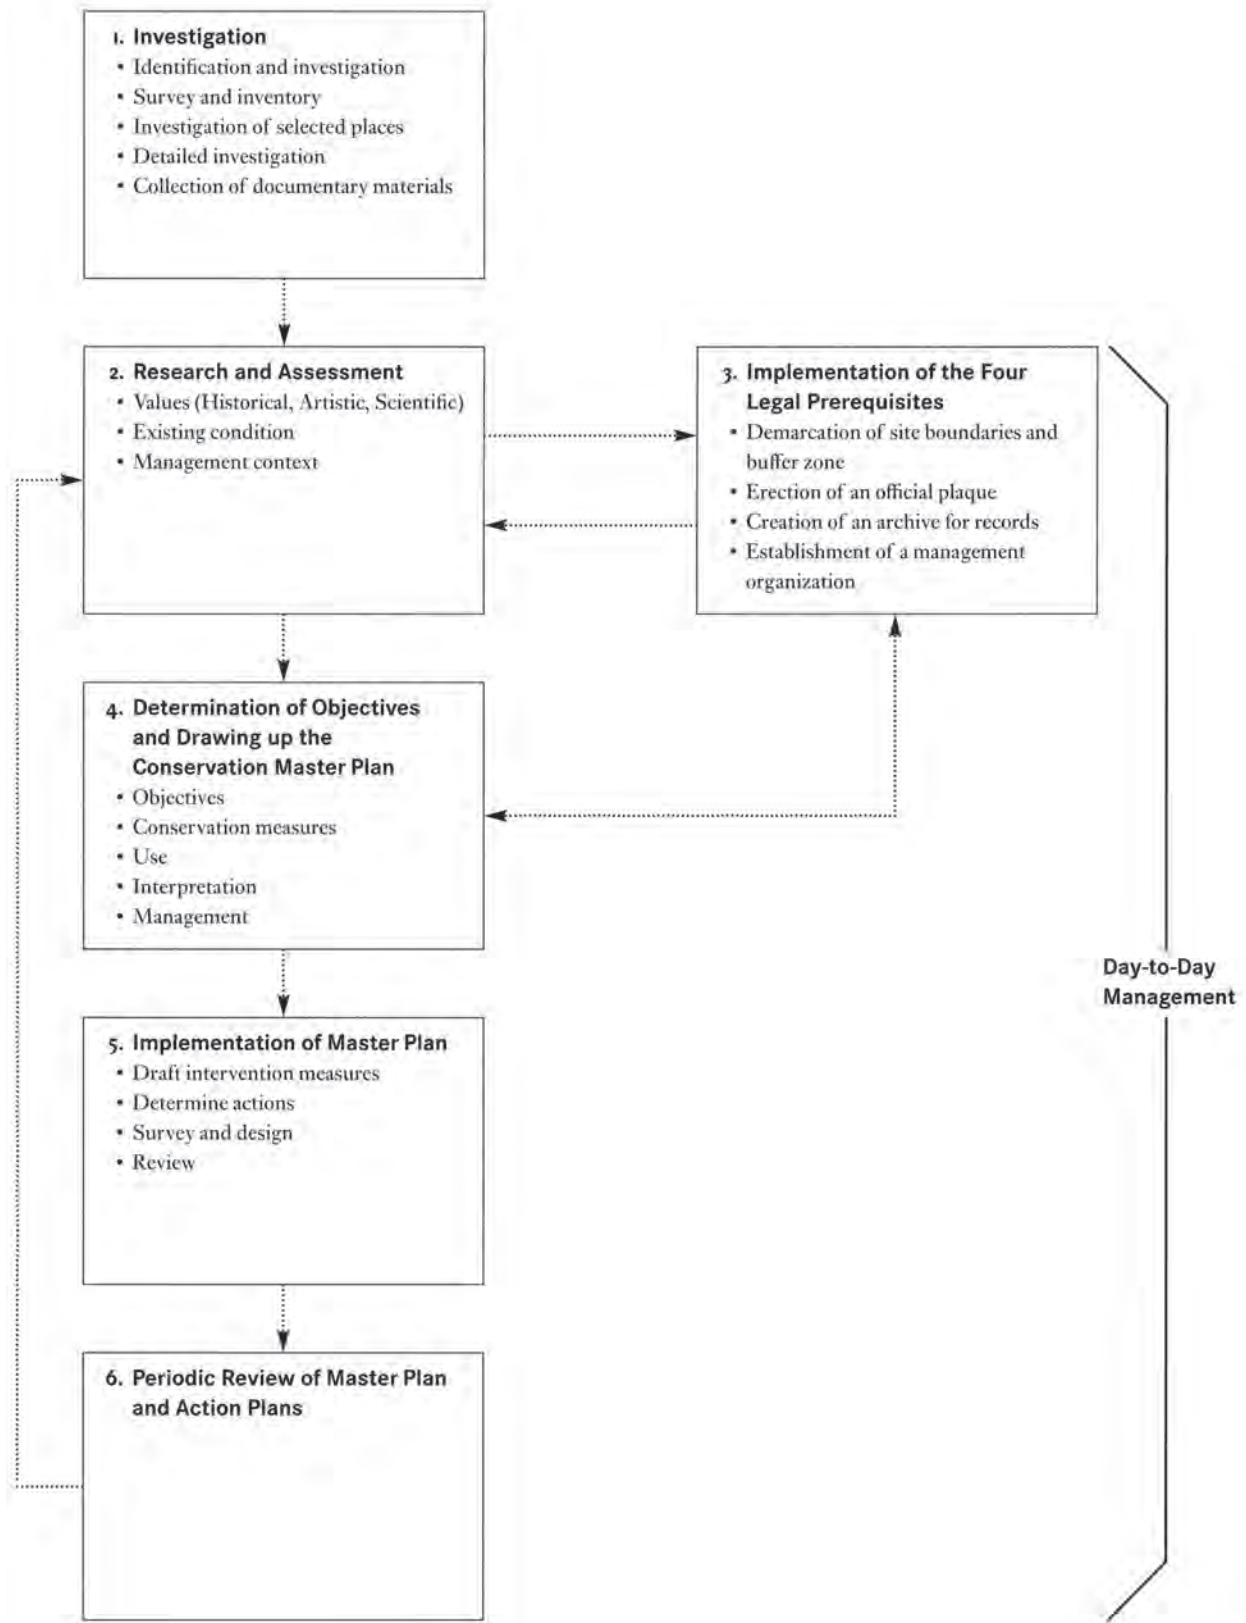 1. Investigation
• Identification and investigation
• Survey and inventory
• Investigation of selected places
• Detailed investigation
• Collection of documentary materials
2. Research and Assessment
• Values (Historical, Artistic, Scientific)
• Existing condition
• Management context
3. Implementation of the Four
Legal Prerequisites
• Demarcation of site boundaries and
buffer zone
• Erection of an official plaque
• Creation of an archive for records
• Establishment of a management
organization
4. Determination of Objectives
and Drawing up the
Conservation Master Plan
• Objectives
• Conservation measures
• Use
• Interpretation
• Management
Day-to-Day
Management
5. Implementation of Master Plan
• Draft intervention measures
• Determine actions
• Survey and design
• Review
6. Periodic Review of Master Plan
and Action Plans